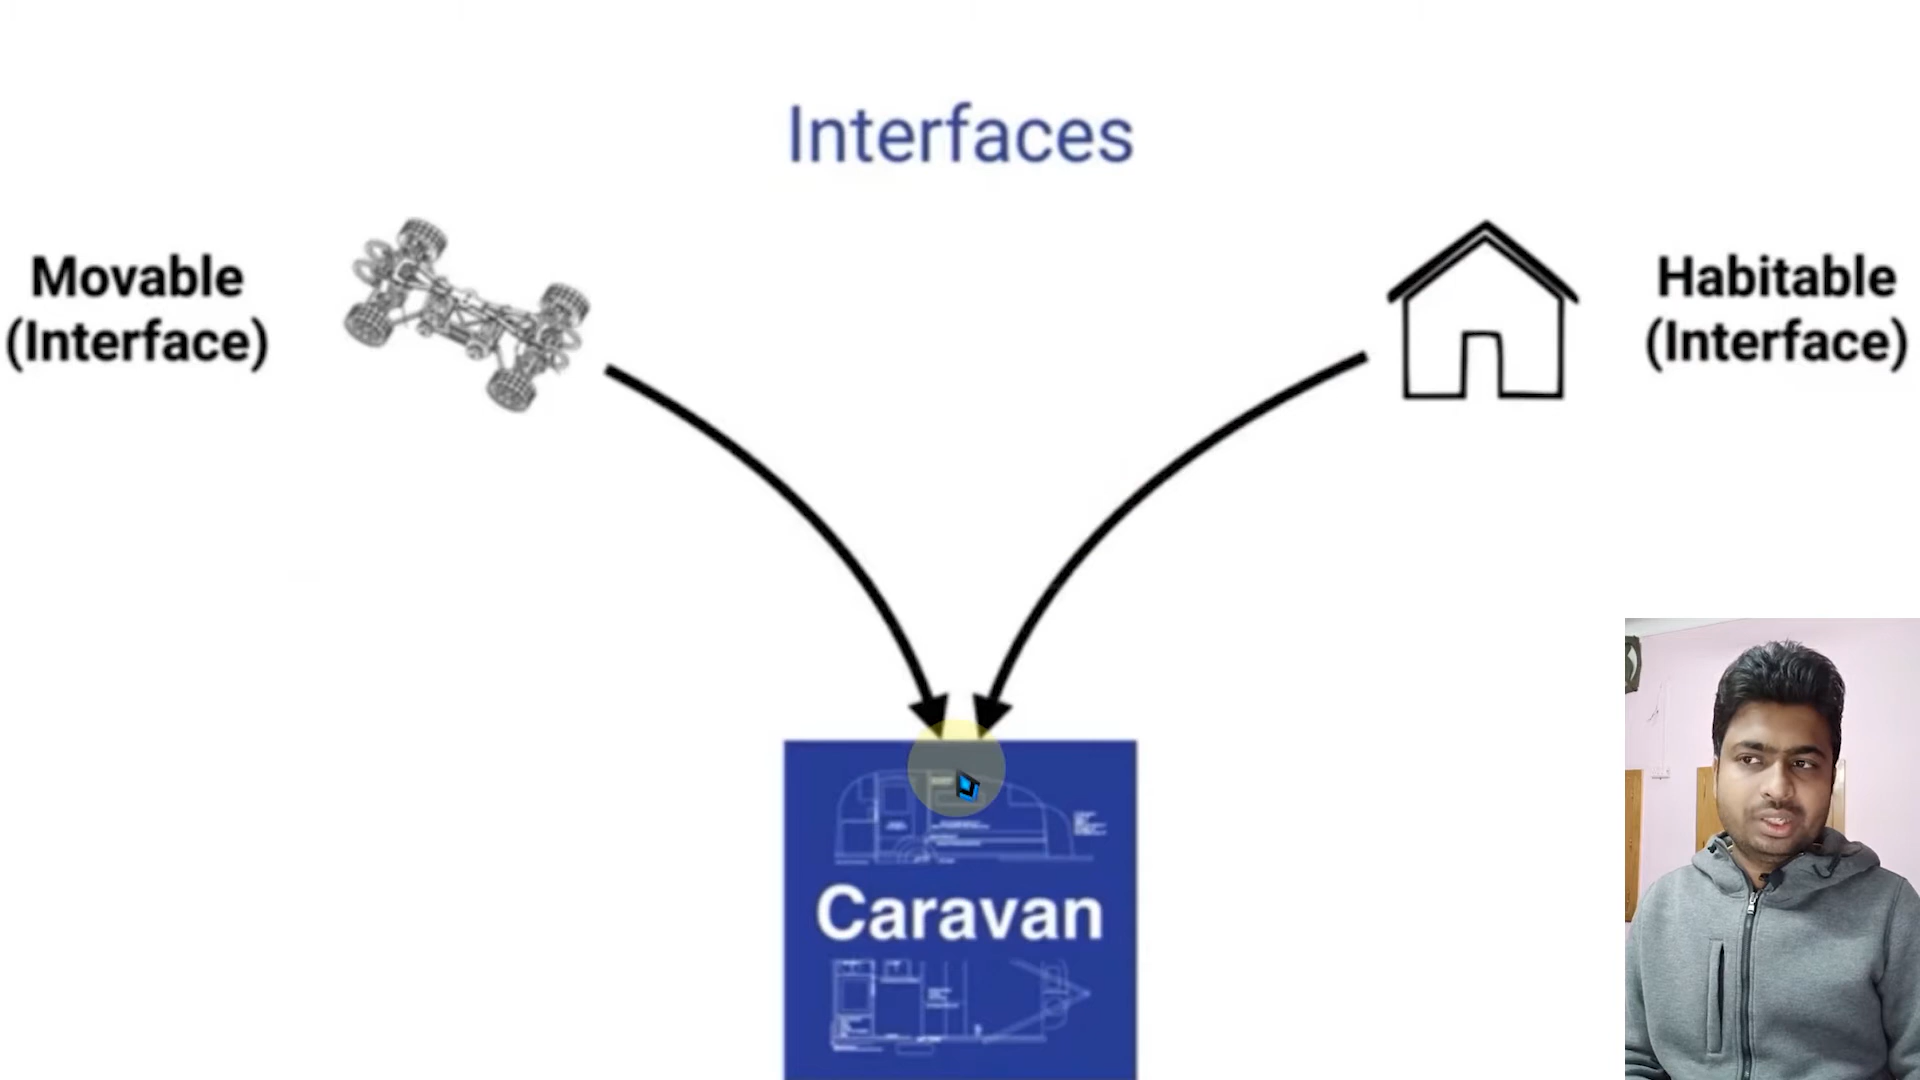 Interfaces
Movable
(Interface)
Habitable
(Interface)
Caravan